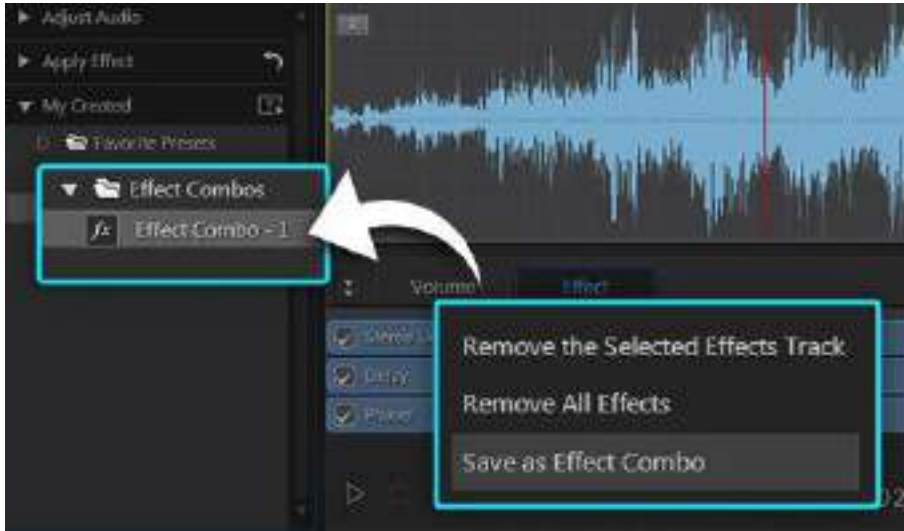 Adjust Audio
Apply Effect
My Created
Favorite Presets
Effect Combos
fx Effect Combo - 1
Volume Effect
Remove the Selected Effects Track
Remove All Effects
Save as Effect Combo
Delay